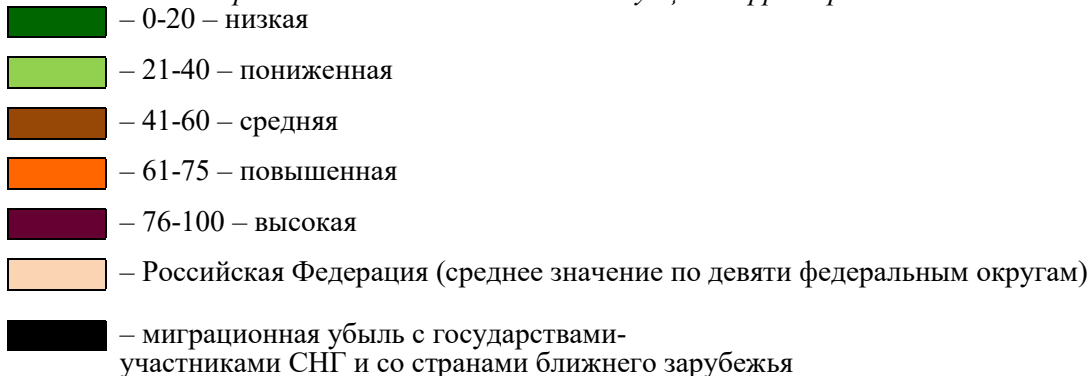 – 0-20 – низкая
– 21-40 – пониженная
– 41-60 – средняя
– 61-75 – повышенная
– 76-100 – высокая
– Российская Федерация (среднее значение по девяти федеральным округам)
– миграционная убыль с государствами-
участниками СНГ и со странами ближнего зарубежья